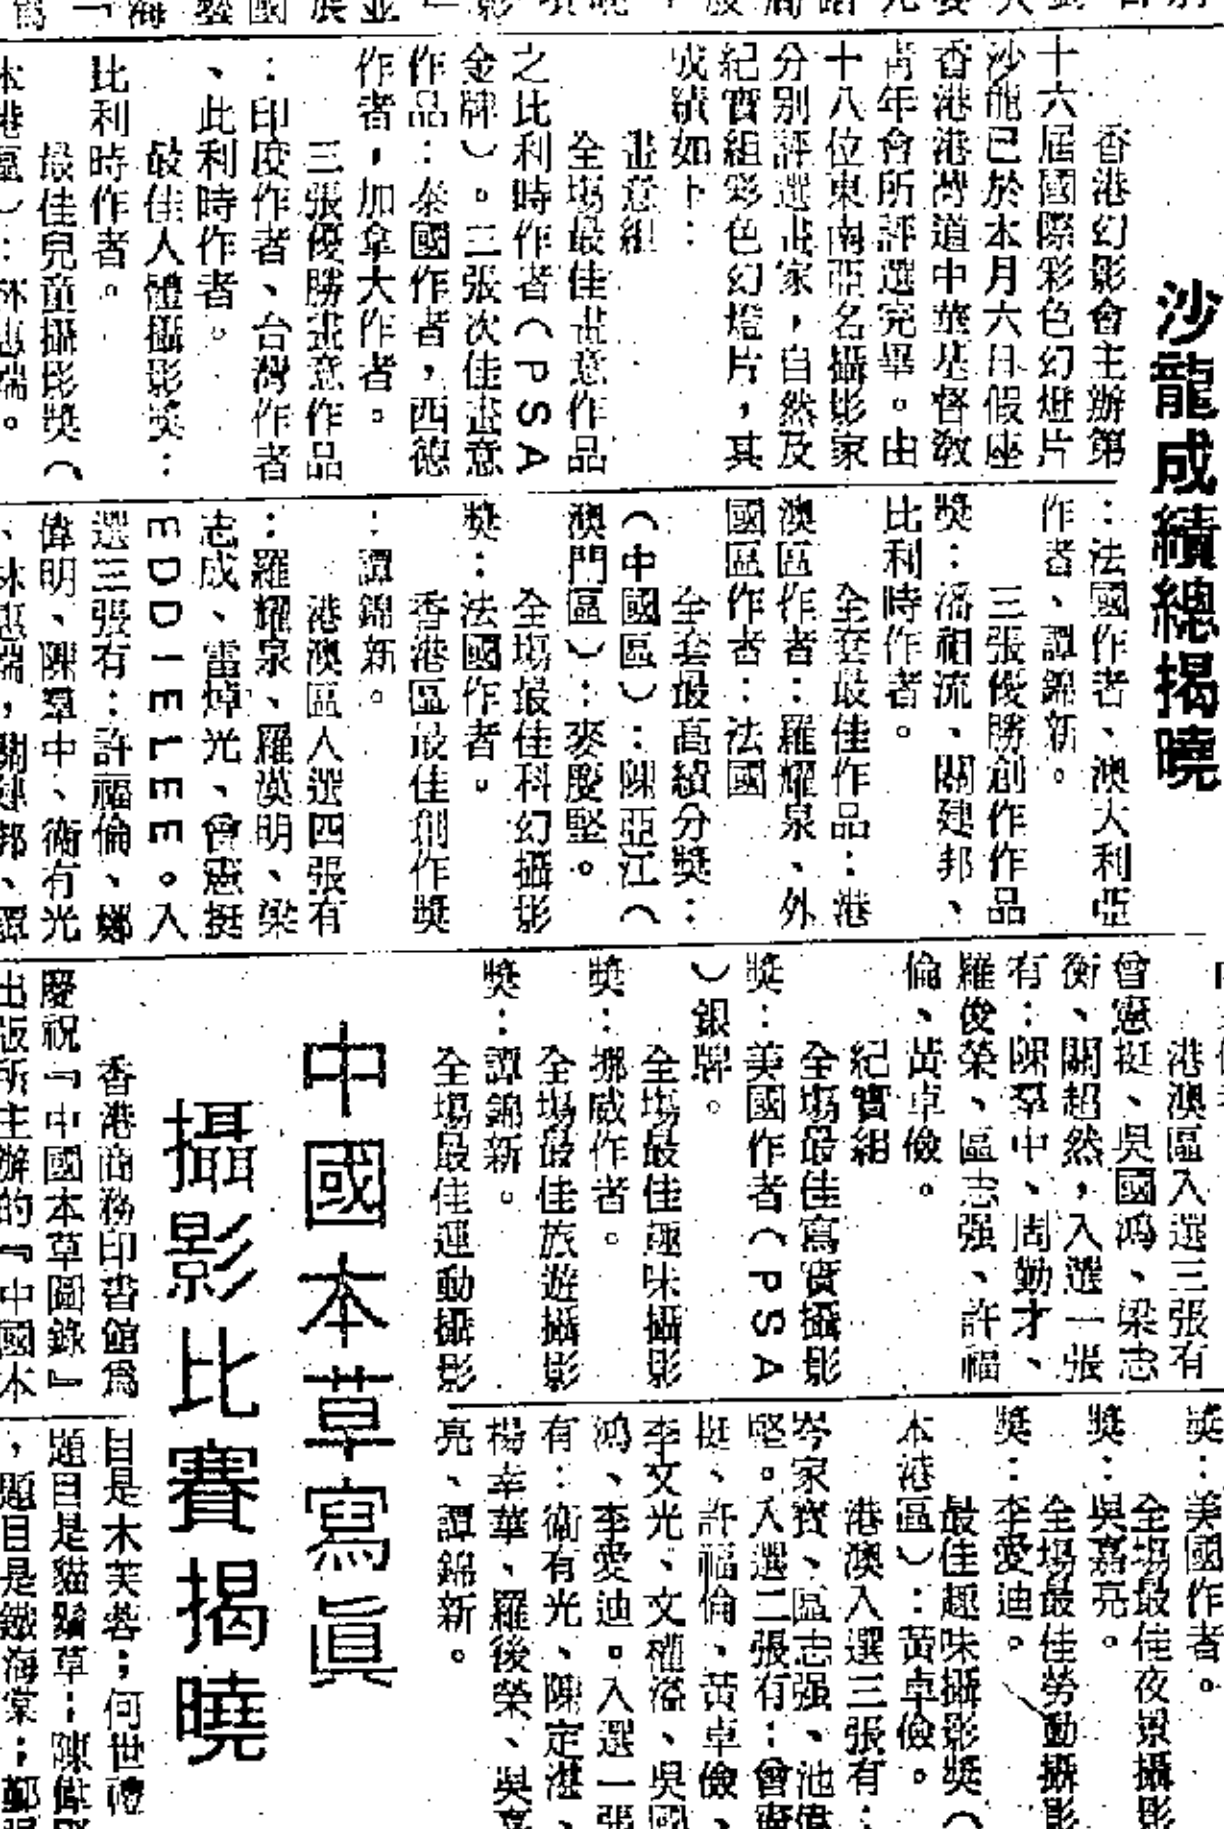 沙龍成績總揭曉
香港幻影會主辦第
十六屆國際彩色幻燈片
沙龍已於本月六日假座
香港港灣道中華基督教
青年會所評選完畢。由
十八位東南亞名攝影家
分別評選畫家，自然及
紀實組彩色幻燈片，其
成績如下：
畫意組
全場最佳畫意作品
之比利時作者（PSA
金牌）。二張次佳畫意
作品：泰國作者，西德
作者，加拿大作者。
三張優勝畫意作品
：印度作者、台灣作者
、此利時作者。
最佳人體攝影獎：
比利時作者。
最佳兒童攝影獎（
本港區）：林惠端。
：法國作者、澳大利亞
作者、譚錦新。
三張優勝創作作品
獎：潘祖流、關建邦、
比利時作者。
全套最佳作品：港
澳區作者：羅耀泉、外
國區作者：法國
全套最高績分獎：
（中國區）：陳亞江（
澳門區）：麥慶堅。
全場最佳科幻攝影
獎：法國作者。
香港區最佳創作獎
：譚錦新。
港澳區人選四張有
：羅耀泉、羅漢明、梁
志成、雷焯光、曾憲挺
EDDIELEE。入
選三張有：許福倫、鄉
偉明、陳羣中、衛有光
、林惠端，關建邦、譚
港澳區入選三張有
曾憲挺、吳國鴻、梁志
衡、關超然，入選一張
有：陳羣中、周勤才、
羅俊榮、區志强、許福
倫、黃卓儉。
紀實組
全場最佳寫實攝影
獎：美國作者（PSA
）銀牌。
全場最佳趣味攝影
獎：挪威作者。
全場最佳旅遊攝影
獎：譚錦新。
全場最佳運動攝影
獎：美國作者。
全場最佳夜景攝影
獎：吳嘉亮。
全場最佳勞動攝影
獎：李愛迪。
最佳趣味攝影獎（
本港區）：黃卓儉。
港澳入選三張有：
岑家寶、區志强、池偉
堅。入選二張有：曾憲
挺、許福倫、黃卓儉、
李文光、文權溢、吳國
鴻、李愛迪。入選一張
有：衛有光、陳定湛、
楊幸華、羅後榮、吳嘉
亮、譚錦新。
中國本草寫眞
攝影比賽揭曉
香港商務印書館爲
慶祝『中國本草圖錄』
出版所主辦的『中國本
目是木芙蓉；何世禮
題目是貓鬚草；陳偉
，題目是鐵海棠；鄭